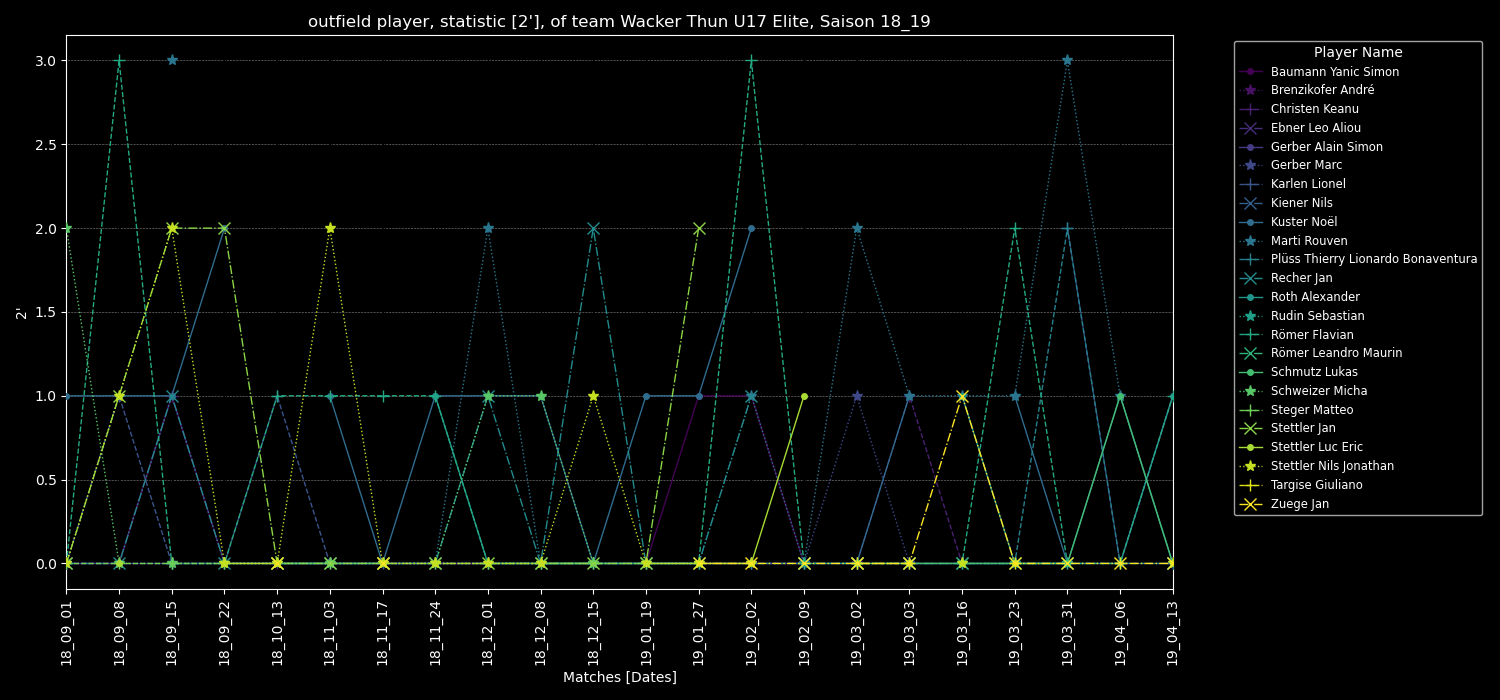 outfield player, statistic [2'], of team Wacker Thun U17 Elite, Saison 18_19
3.0
2.5
2.0
1.5
1.0
0.5
0.0
2'
18_09_01
18_09_08
18_09_15
18_09_22
18_10_13
18_11_03
18_11_17
18_11_24
18_12_01
18_12_08
18_12_15
19_01_19
19_01_27
19_02_02
19_02_09
19_03_02
19_03_03
19_03_16
19_03_23
19_03_31
19_04_06
19_04_13
Matches [Dates]
Player Name
Baumann Yanic Simon
Brenzikofer André
Christen Keanu
Ebner Leo Aliou
Gerber Alain Simon
Gerber Marc
Karlen Lionel
Kiener Nils
Kuster Noël
Marti Rouven
Plüss Thierry Lionardo Bonaventura
Recher Jan
Roth Alexander
Rudin Sebastian
Römer Flavian
Römer Leandro Maurin
Schmutz Lukas
Schweizer Micha
Steger Matteo
Stettler Jan
Stettler Luc Eric
Stettler Nils Jonathan
Targise Giuliano
Zuege Jan